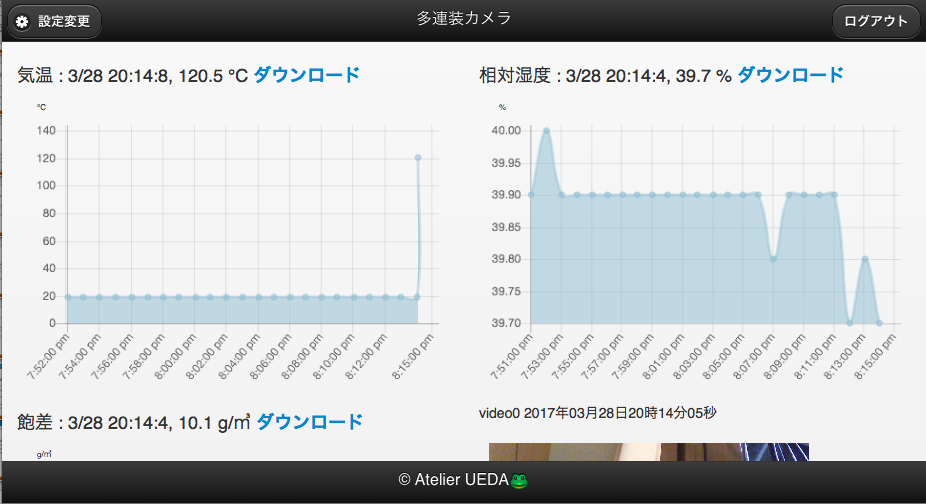 設定変更
多連装カメラ
ログアウト
気温 : 3/28 20:14:8, 120.5 °C ダウンロード
℃
140
120
100
80
60
40
20
0
7:52:00 pm
7:54:00 pm
7:56:00 pm
7:58:00 pm
8:00:00 pm
8:02:00 pm
8:04:00 pm
8:06:00 pm
8:08:00 pm
8:10:00 pm
8:12:00 pm
8:15:00 pm
相対湿度 : 3/28 20:14:4, 39.7 % ダウンロード
%
40.00
39.95
39.90
39.85
39.80
39.75
39.70
7:51:00 pm
7:53:00 pm
7:55:00 pm
7:57:00 pm
7:59:00 pm
8:01:00 pm
8:03:00 pm
8:05:00 pm
8:07:00 pm
8:09:00 pm
8:11:00 pm
8:13:00 pm
8:15:00 pm
飽差 : 3/28 20:14:4, 10.1 g/㎥ ダウンロード
g/㎥
video0 2017年03月28日20時14分05秒
© Atelier UEDA🐸